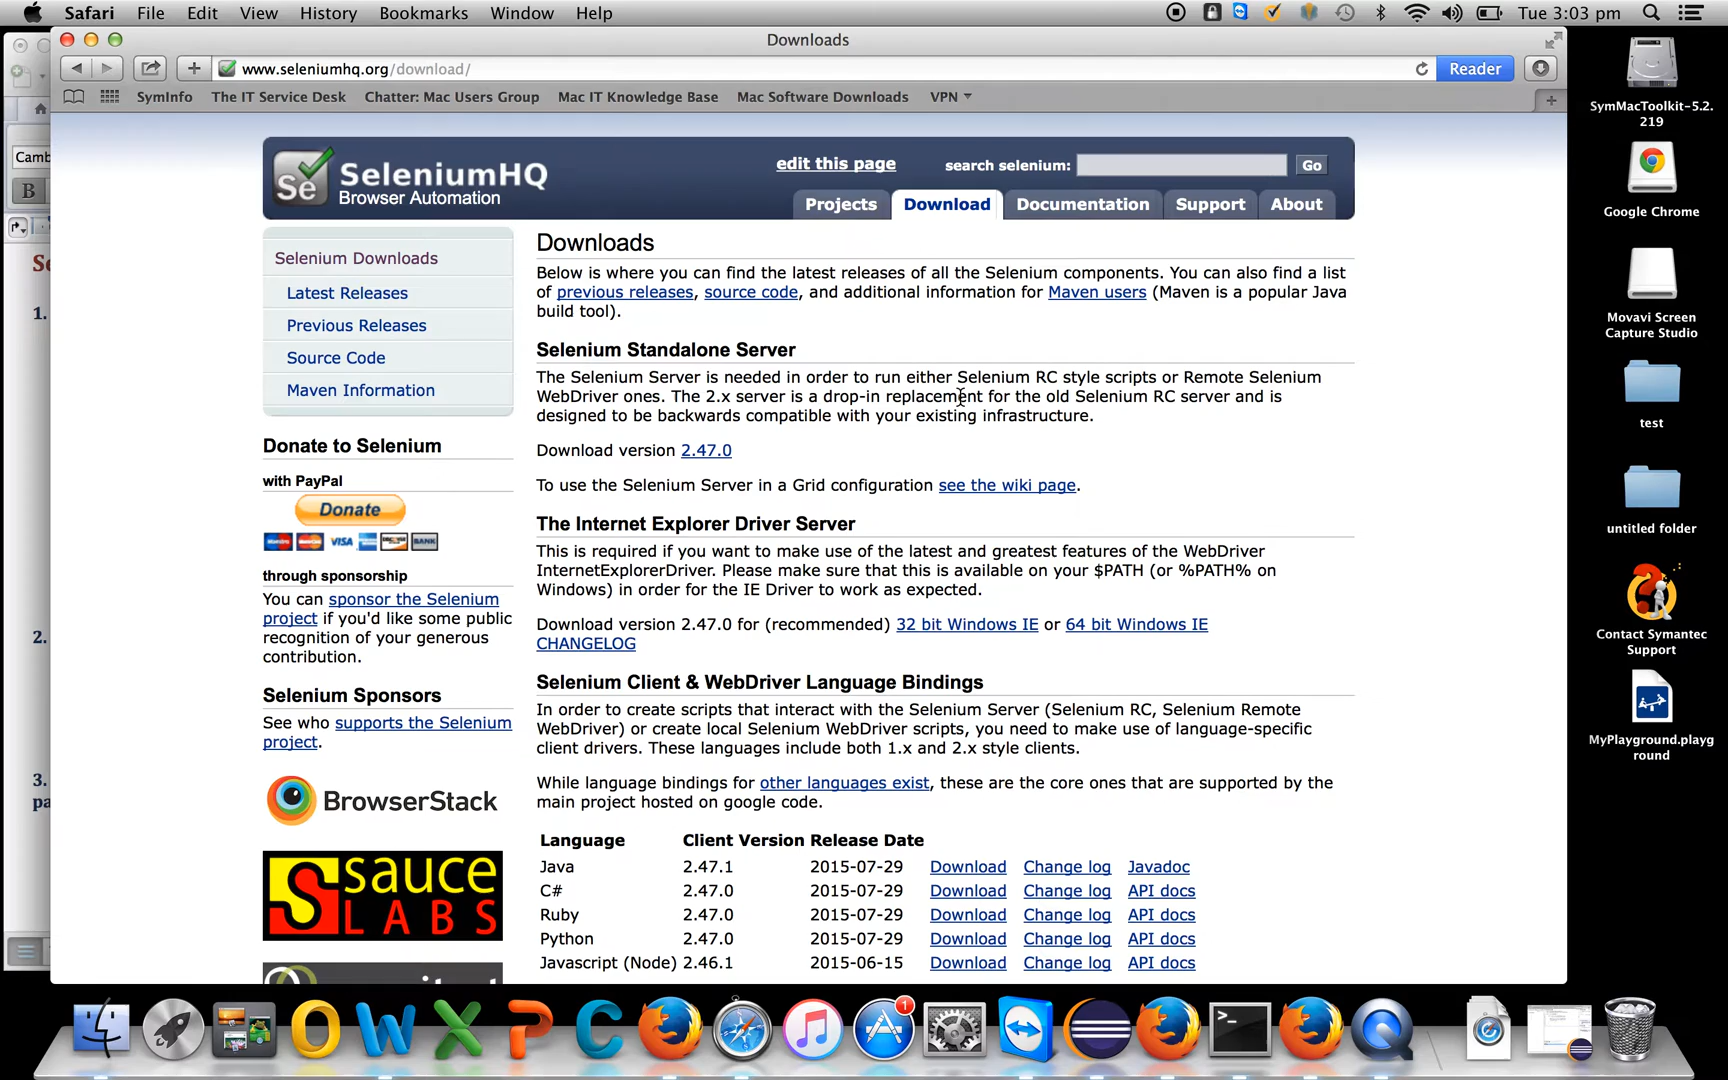 Safari File Edit View History Bookmarks Window Help Tue 3:03 pm
Downloads
www.seleniumhq.org/download/ Reader
SymInfo The IT Service Desk Chatter: Mac Users Group Mac IT Knowledge Base Mac Software Downloads VPN
Camb
B
Se
1.
2.
3.
pa
Se SeleniumHQ
Browser Automation
edit this page search selenium: Go
Projects Download Documentation Support About
Selenium Downloads
Latest Releases
Previous Releases
Source Code
Maven Information
Donate to Selenium
with PayPal
Donate
VISA
BANK
through sponsorship
You can sponsor the Selenium
project if you'd like some public
recognition of your generous
contribution.
Selenium Sponsors
See who supports the Selenium
project.
BrowserStack
S sauce
LABS
Downloads
Below is where you can find the latest releases of all the Selenium components. You can also find a list
of previous releases, source code, and additional information for Maven users (Maven is a popular Java
build tool).
Selenium Standalone Server
The Selenium Server is needed in order to run either Selenium RC style scripts or Remote Selenium
WebDriver ones. The 2.x server is a drop-in replacement for the old Selenium RC server and is
designed to be backwards compatible with your existing infrastructure.
Download version 2.47.0
To use the Selenium Server in a Grid configuration see the wiki page.
The Internet Explorer Driver Server
This is required if you want to make use of the latest and greatest features of the WebDriver
InternetExplorerDriver. Please make sure that this is available on your $PATH (or %PATH% on
Windows) in order for the IE Driver to work as expected.
Download version 2.47.0 for (recommended) 32 bit Windows IE or 64 bit Windows IE
CHANGELOG
Selenium Client & WebDriver Language Bindings
In order to create scripts that interact with the Selenium Server (Selenium RC, Selenium Remote
WebDriver) or create local Selenium WebDriver scripts, you need to make use of language-specific
client drivers. These languages include both 1.x and 2.x style clients.
While language bindings for other languages exist, these are the core ones that are supported by the
main project hosted on google code.
Language Client Version Release Date
Java 2.47.1 2015-07-29 Download Change log Javadoc
C# 2.47.0 2015-07-29 Download Change log API docs
Ruby 2.47.0 2015-07-29 Download Change log API docs
Python 2.47.0 2015-07-29 Download Change log API docs
Javascript (Node) 2.46.1 2015-06-15 Download Change log API docs
SymMacToolkit-5.2.
219
Google Chrome
Movavi Screen
Capture Studio
test
untitled folder
Contact Symantec
Support
MyPlayground.playg
round
1